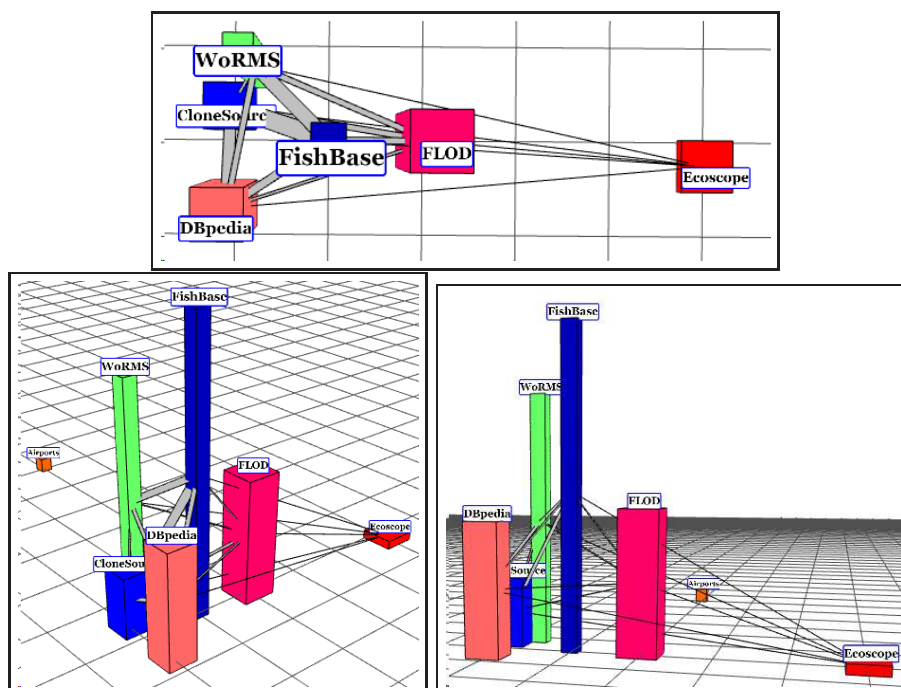 WoRMS
CloneSourc
FishBase
FLOD
Ecoscope
DBpedia
FishBase
WoRMS
Airports
FLOD
Ecoscope
DBpedia
CloneSou
FishBase
WoRMS
FLOD
DBpedia
Source
Airports
Ecoscope